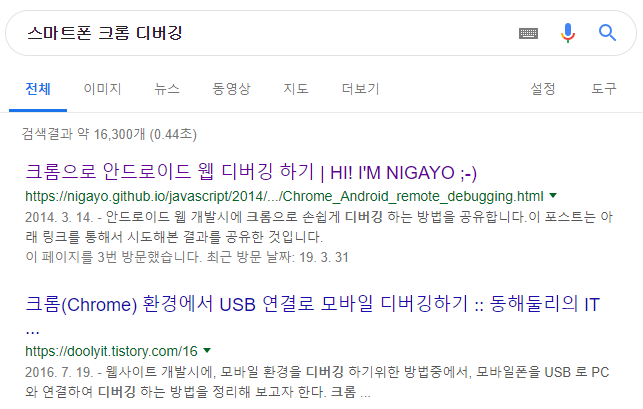 스마트폰 크롬 디버깅
전체 이미지 뉴스 동영상 지도 더보기 설정 도구
검색결과 약 16,300개 (0.44초)
크롬으로 안드로이드 웹 디버깅 하기 | HI! I'M NIGAYO ;-)
https://nigayo.github.io/javascript/2014/.../Chrome_Android_remote_debugging.html
2014. 3. 14. - 안드로이드 웹 개발시에 크롬으로 손쉽게 디버깅 하는 방법을 공유합니다.이 포스트는 아
래 링크를 통해서 시도해본 결과를 공유한 것입니다.
이 페이지를 3번 방문했습니다. 최근 방문 날짜: 19. 3. 31
크롬(Chrome) 환경에서 USB 연결로 모바일 디버깅하기 :: 동해둘리의 IT
...
https://doolyit.tistory.com/16
2016. 7. 19. - 웹사이트 개발시에, 모바일 환경을 디버깅 하기위한 방법중에서, 모바일폰을 USB 로 PC
와 연결하여 디버깅 하는 방법을 정리해 보고자 한다. 크롬 ...